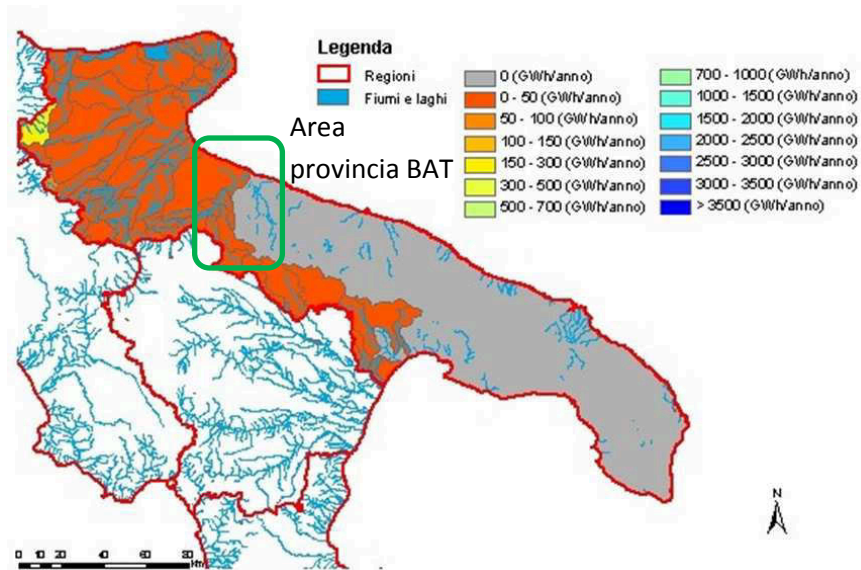 Legenda
Regioni
Fiumi e laghi
Area
provincia BAT
0 (GWh/anno)
0 - 50 (GWh/anno)
50 - 100 (GWh/anno)
100 - 150 (GWh/anno)
150 - 300 (GWh/anno)
300 - 500 (GWh/anno)
500 - 700 (GWh/anno)
700 - 1000 (GWh/anno)
1000 - 1500 (GWh/anno)
1500 - 2000 (GWh/anno)
2000 - 2500 (GWh/anno)
2500 - 3000 (GWh/anno)
3000 - 3500 (GWh/anno)
> 3500 (GWh/anno)
N
0 10 20 40 60 80
km